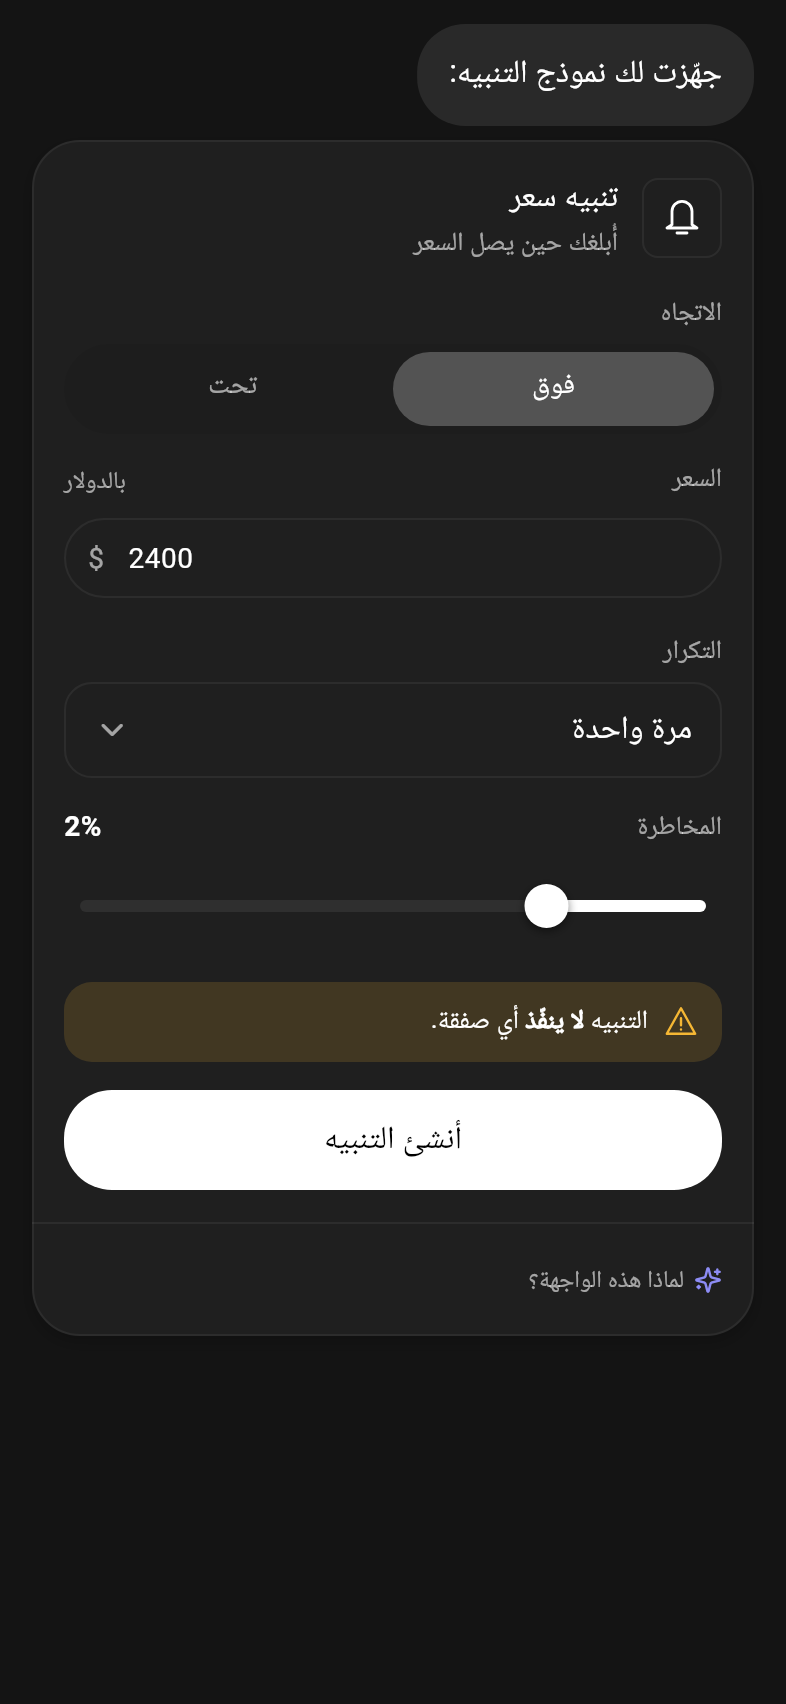 جهّزت لك نموذج التنبيه:
تنبيه سعر
أُبلغك حين يصل السعر
الاتجاه
فوق
تحت
السعر
بالدولار
$ 2400
التكرار
مرة واحدة
المخاطرة
2%
التنبيه لا ينفّذ أي صفقة.
أنشئ التنبيه
لماذا هذه الواجهة؟